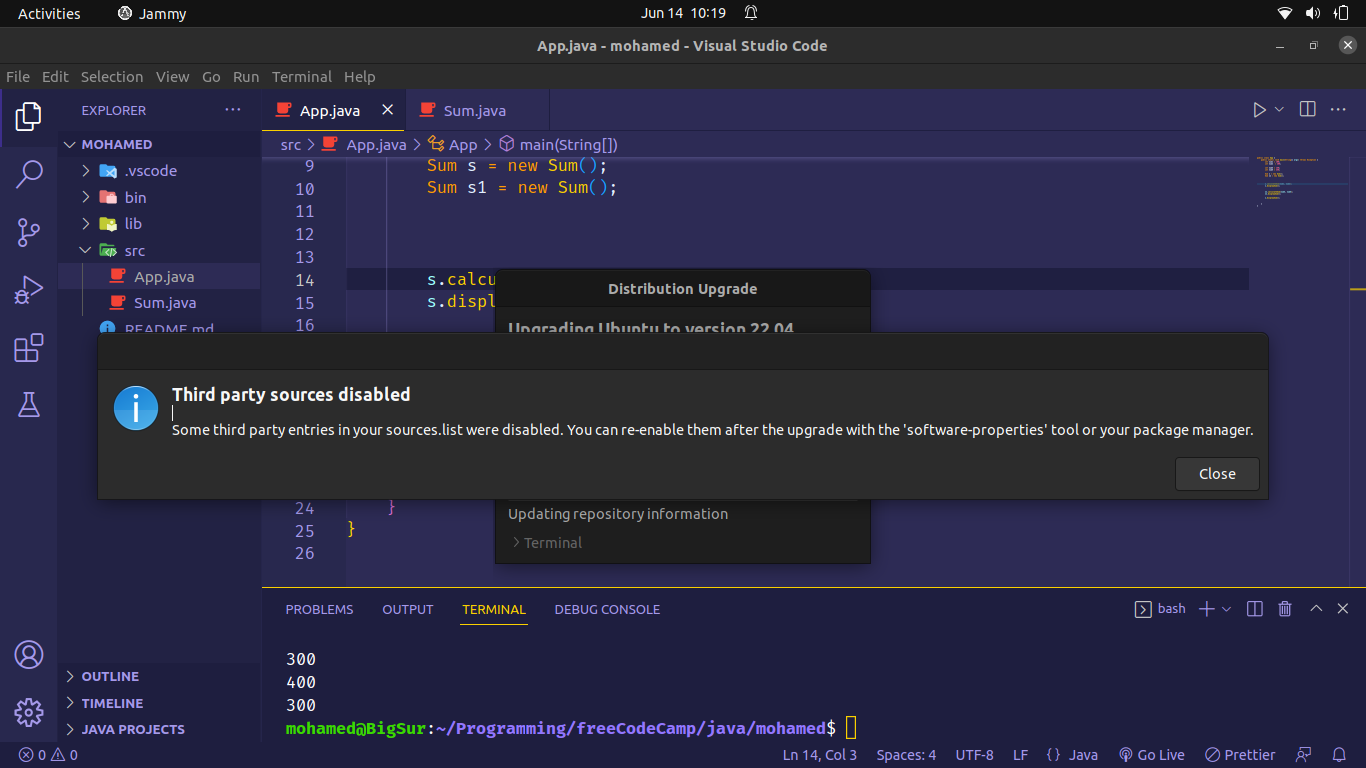 Activities Jammy Jun 14 10:19
App.java - mohamed - Visual Studio Code
File Edit Selection View Go Run Terminal Help
EXPLORER
MOHAMED
.vscode
bin
lib
src
App.java
Sum.java
README.md
OUTLINE
TIMELINE
JAVA PROJECTS
App.java Sum.java
src > App.java > App > main(String[])
9 Sum s = new Sum();
10 Sum s1 = new Sum();
11
12
13
14 s.calcu
15 s.displ
16
Distribution Upgrade
Upgrading Ubuntu to version 22.04
Third party sources disabled
Some third party entries in your sources.list were disabled. You can re-enable them after the upgrade with the 'software-properties' tool or your package manager.
Close
Updating repository information
Terminal
24 }
25 }
26
PROBLEMS OUTPUT TERMINAL DEBUG CONSOLE bash
300
400
300
mohamed@BigSur:~/Programming/freeCodeCamp/java/mohamed$
0 0 Ln 14, Col 3 Spaces: 4 UTF-8 LF {} Java Go Live Prettier